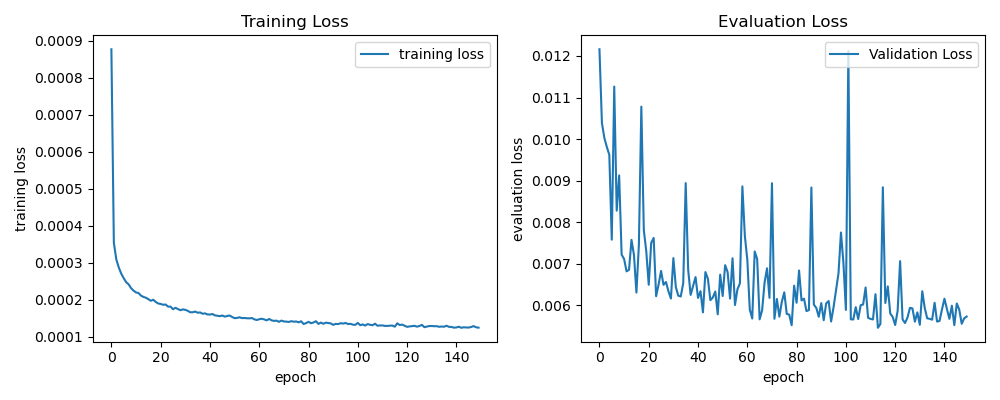 Training Loss
training loss
0.0009
0.0008
0.0007
0.0006
0.0005
0.0004
0.0003
0.0002
0.0001
training loss
0 20 40 60 80 100 120 140
epoch
Evaluation Loss
Validation Loss
0.012
0.011
0.010
0.009
0.008
0.007
0.006
evaluation loss
0 20 40 60 80 100 120 140
epoch